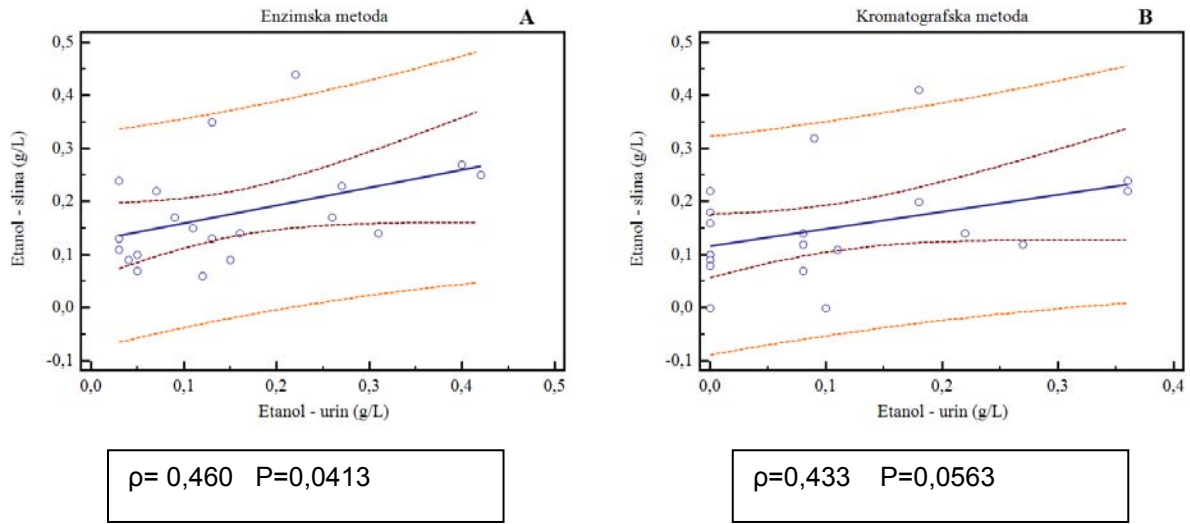 Enzimska metoda A
Etanol - slina (g/L)
0,5
0,4
0,3
0,2
0,1
0,0
-0,1
0,0 0,1 0,2 0,3 0,4 0,5
Etanol - urin (g/L)
ρ= 0,460 P=0,0413
Kromatografska metoda B
Etanol - slina (g/L)
0,5
0,4
0,3
0,2
0,1
0,0
-0,1
0,0 0,1 0,2 0,3 0,4
Etanol - urin (g/L)
ρ=0,433 P=0,0563